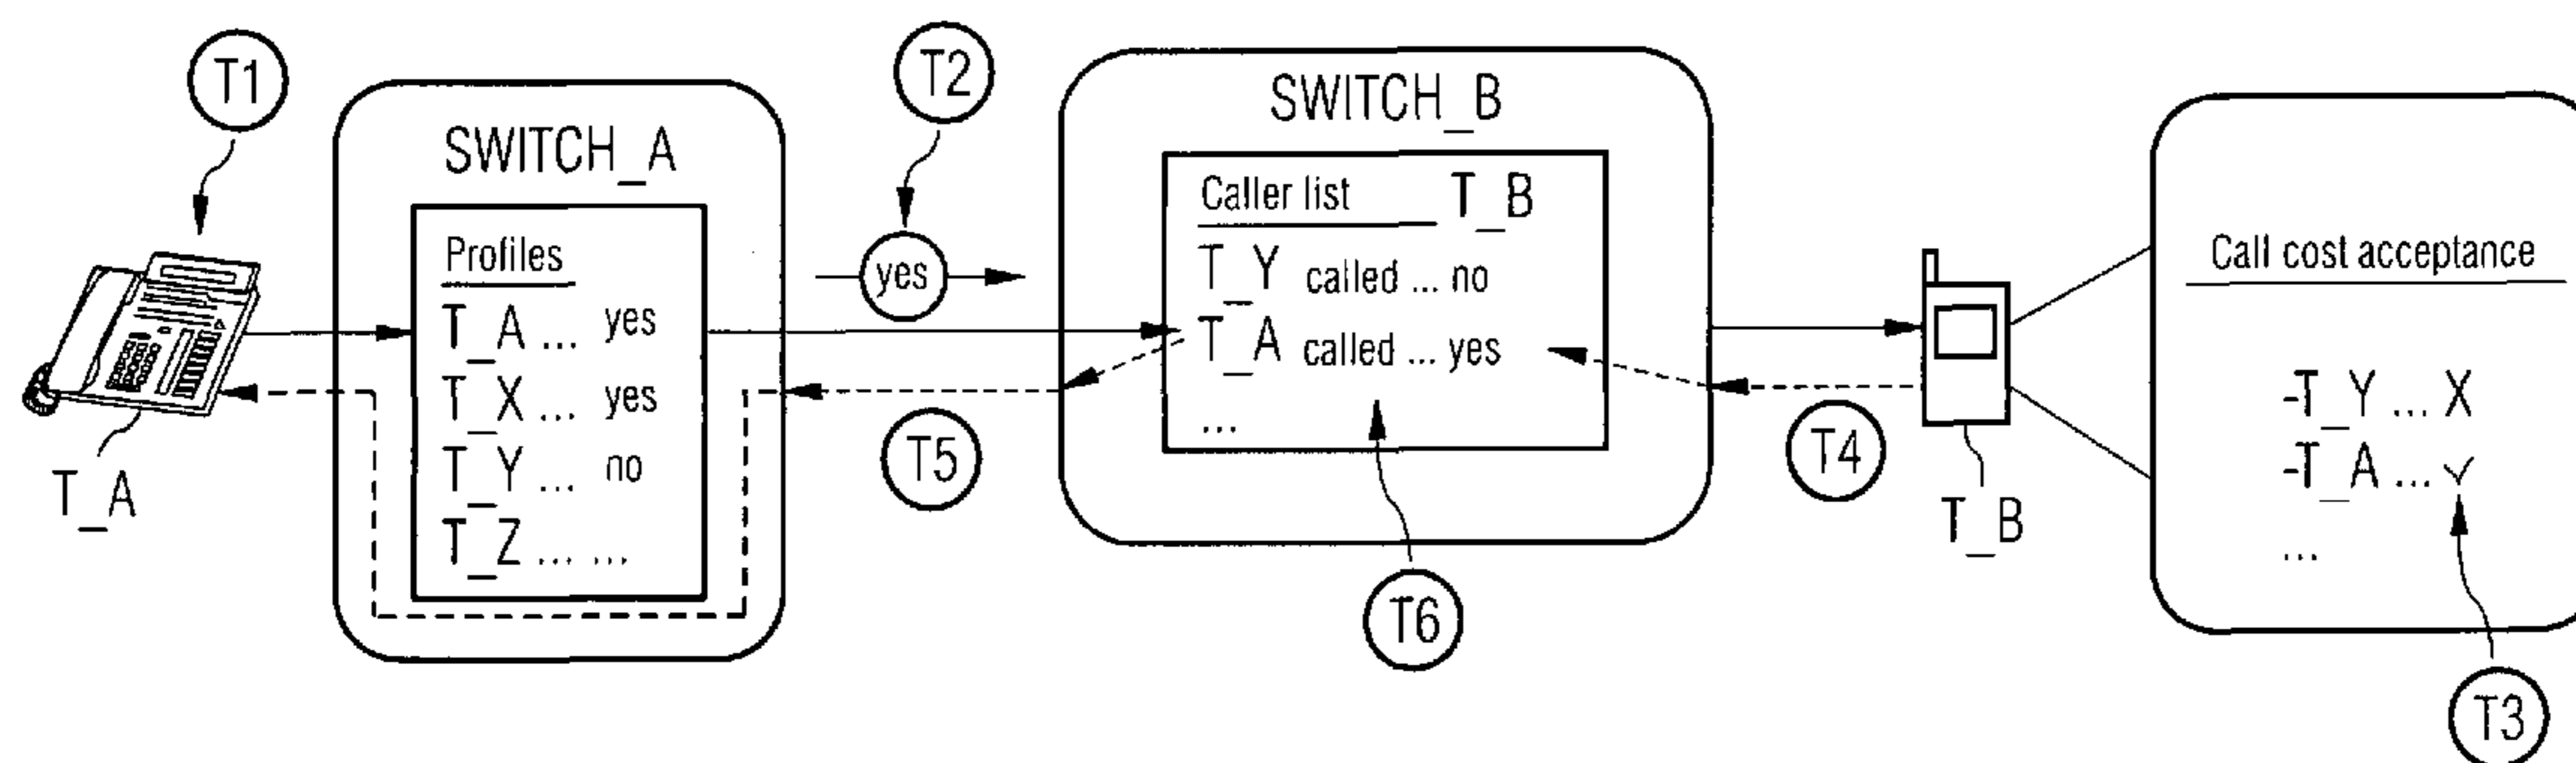 T1
T_A
SWITCH_A
Profiles
T_A ... yes
T_X ... yes
T_Y ... no
T_Z ... ...
T2
yes
T5
SWITCH_B
Caller list T_B
T_Y called ... no
T_A called ... yes
...
T6
T4
T_B
Call cost acceptance
-T_Y ... X
-T_A ... ✓
...
T3